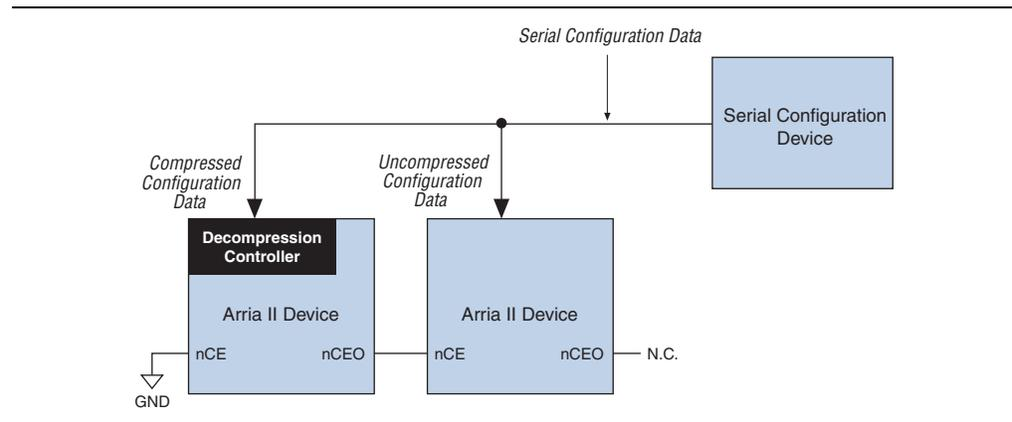 Serial Configuration Data
Serial Configuration
Device
Compressed
Configuration
Data
Uncompressed
Configuration
Data
Decompression
Controller
Arria II Device
Arria II Device
nCE
nCEO
nCE
nCEO
N.C.
GND